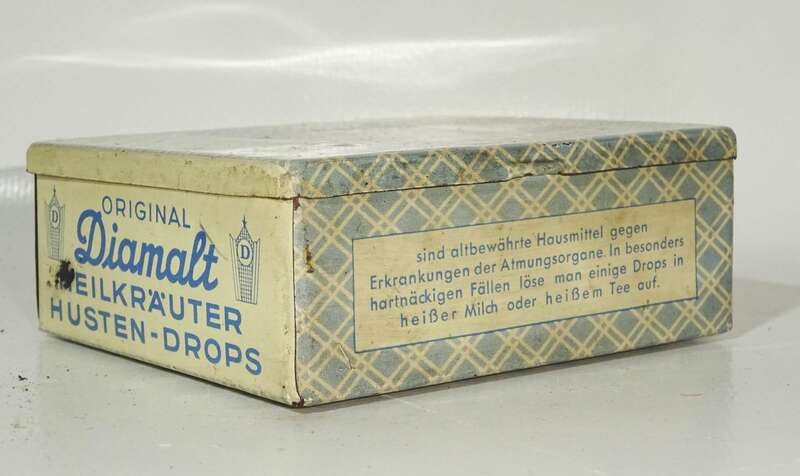 ORIGINAL
Diamalt
D
D
HEILKRÄUTER
HUSTEN-DROPS
sind altbewährte Hausmittel gegen
Erkrankungen der Atmungsorgane. In besonders
hartnäckigen Fällen löse man einige Drops in
heißer Milch oder heißem Tee auf.